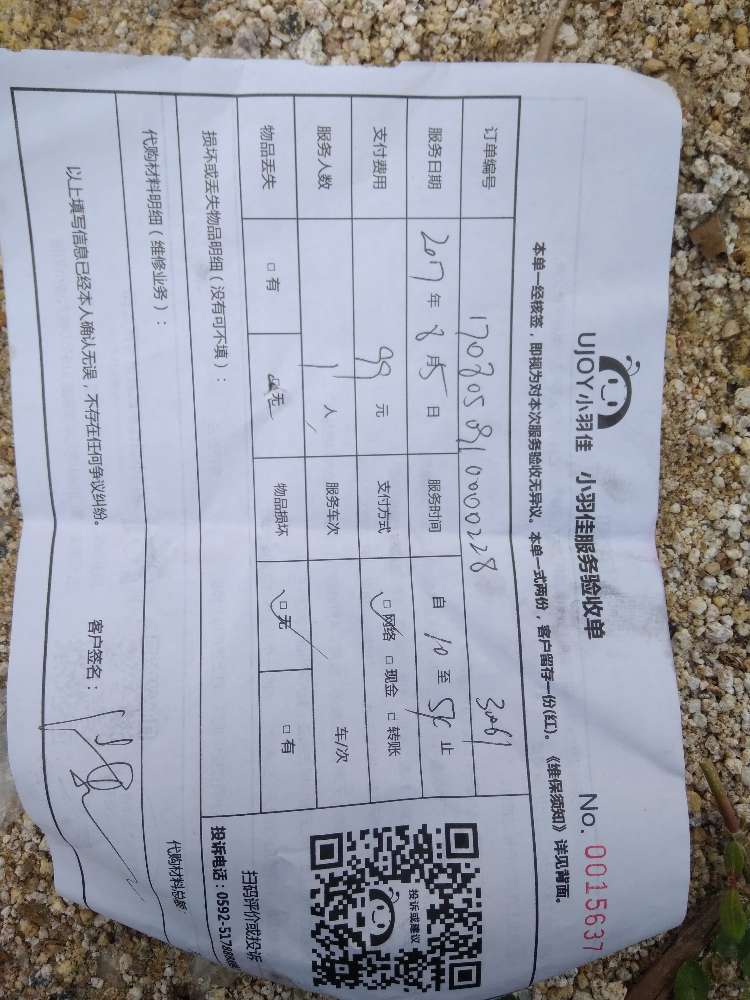 UJOY小羽佳 小羽佳服务验收单 No. 0015637
本单一经核签，即视为对本次服务验收无异议。本单一式两份，客户留存一份(红)。《维保须知》详见背面。
订单编号 1708050910000228 30061
服务日期 2017年8月5日 服务时间 自 10 至 止
支付费用 99元 支付方式 □网络 □现金 □转账
服务人数 1人 服务车次 车/次
物品丢失 □有 □无 物品损坏 □无 □有
损坏或丢失物品明细（没有可不填）：
代购材料明细（维修业务）： 代购材料总额
以上填写信息已经本人确认无误，不存在任何争议纠纷。 客户签名：
投诉或建议
扫码评价或投诉
投诉电话：0592-5174